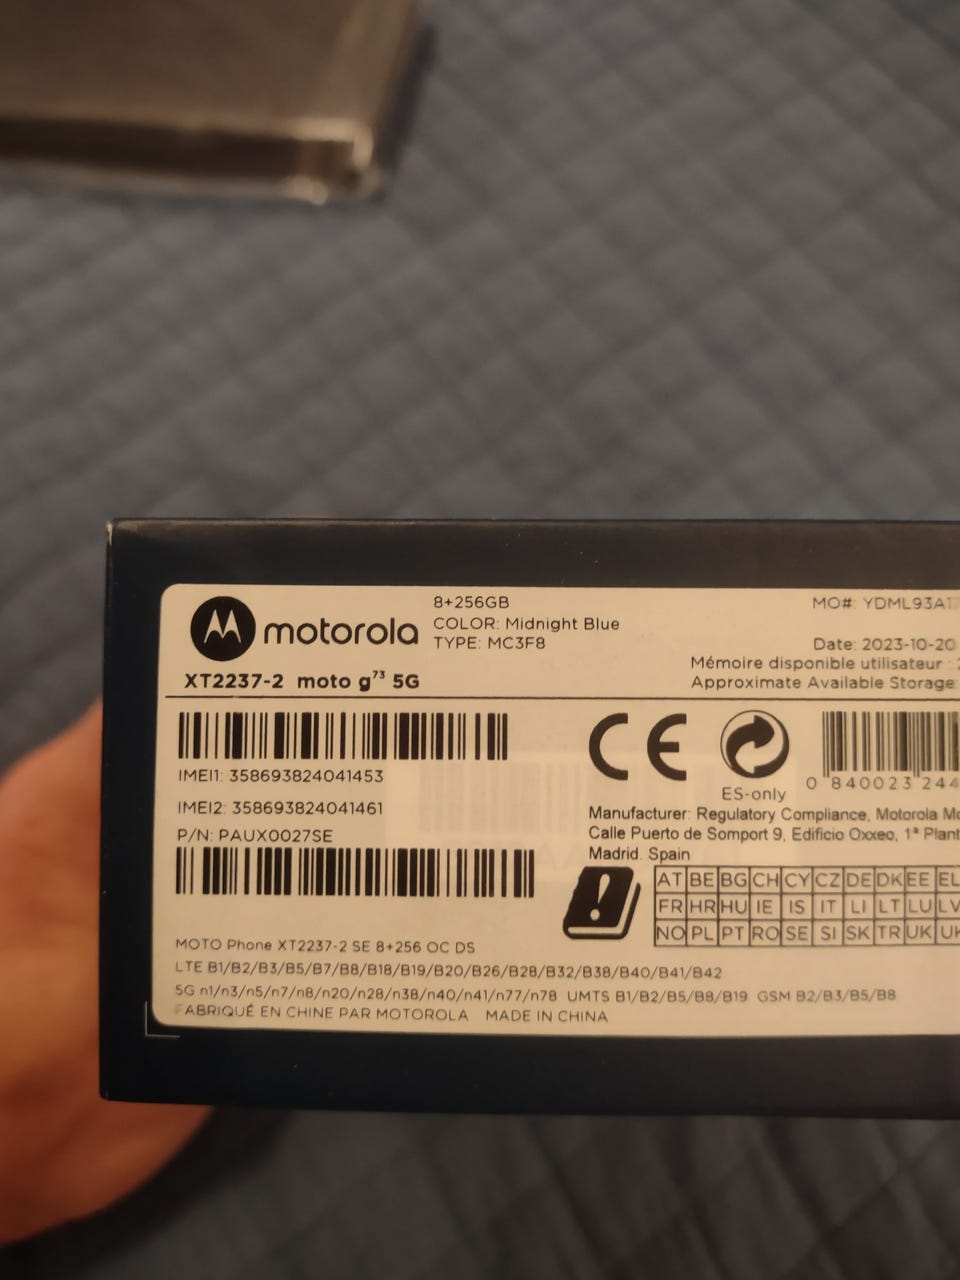 motorola
8+256GB
COLOR: Midnight Blue
TYPE: MC3F8
XT2237-2 moto g⁷³ 5G
MO#: YDML93A1
Date: 2023-10-20
Mémoire disponible utilisateur :
Approximate Available Storage
IMEI1: 358693824041453
IMEI2: 358693824041461
P/N: PAUX0027SE
CE
ES-only
0 840023 244
Manufacturer: Regulatory Compliance, Motorola
Calle Puerto de Somport 9, Edificio Oxxeo, 1ª
Madrid. Spain
AT BE BG CH CY CZ DE DK EE EL
FR HR HU IE IS IT LI LT LU LV
NO PL PT RO SE SI SK TR UK
MOTO Phone XT2237-2 SE 8+256 OC DS
LTE B1/B2/B3/B5/B7/B8/B18/B19/B20/B26/B28/B32/B38/B40/B41/B42
5G n1/n3/n5/n7/n8/n20/n28/n38/n40/n41/n77/n78 UMTS B1/B2/B5/B8/B19 GSM B2/B3/B5/B8
FABRIQUÉ EN CHINE PAR MOTOROLA MADE IN CHINA